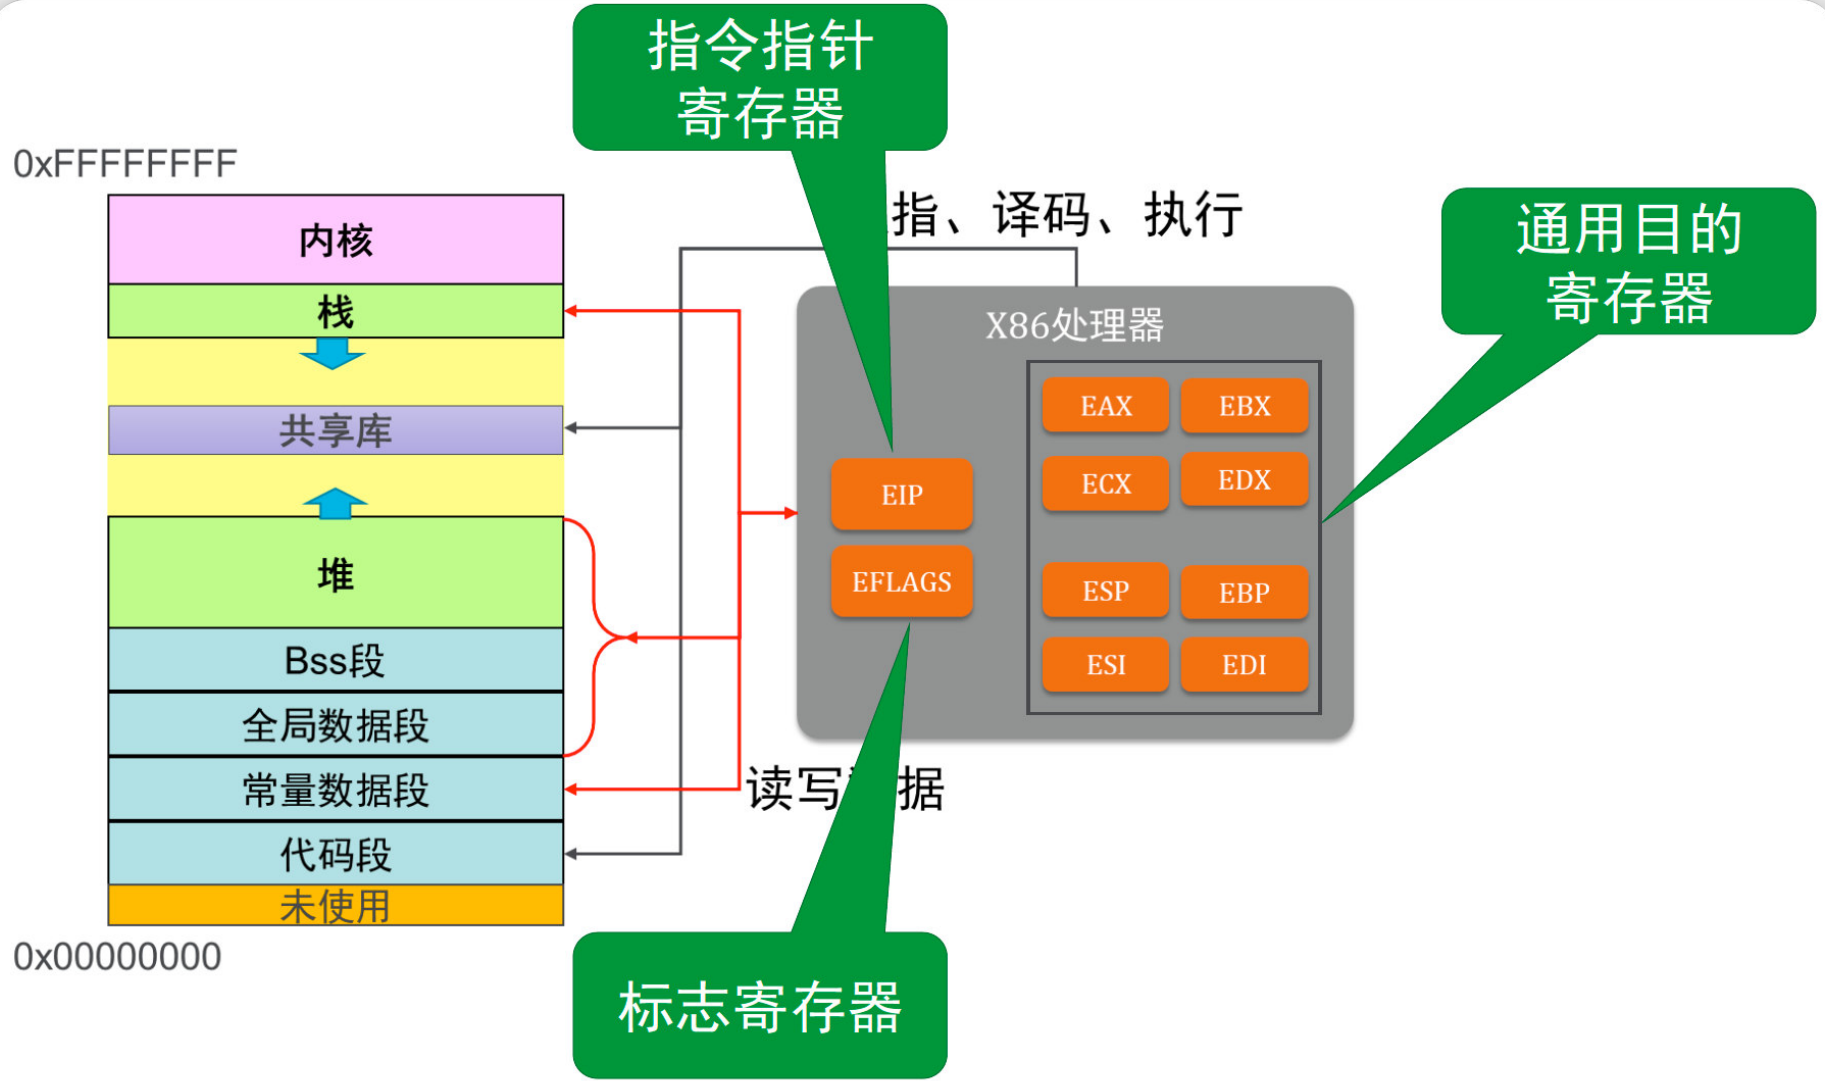 指令指针
寄存器
0xFFFFFFFF
指、译码、执行
通用目的
寄存器
内核
栈
共享库
堆
Bss段
全局数据段
常量数据段
代码段
未使用
0x00000000
X86处理器
EAX
EBX
ECX
EDX
EIP
EFLAGS
ESP
EBP
ESI
EDI
读写
据
标志寄存器